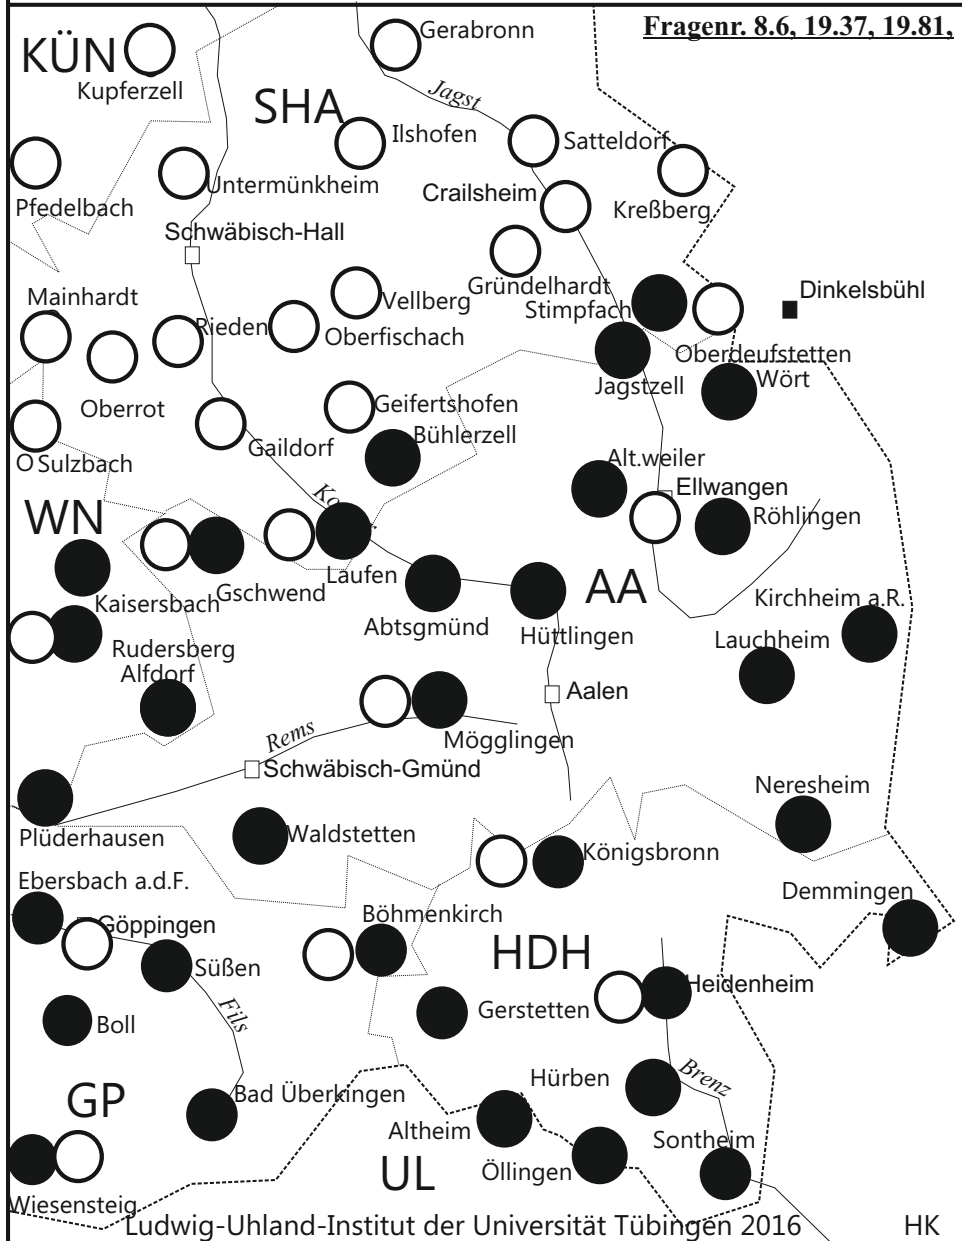 Fragenr. 8.6, 19.37, 19.81,
Gerabronn
KÜN
Kupferzell
Jagst
SHA
Ilshofen
Satteldorf
Untermünkheim
Crailsheim
Pfedelbach
Kreßberg
Schwäbisch-Hall
Gründelhardt
Dinkelsbühl
Mainhardt
Vellberg
Stimpfach
Rieden
Oberfischach
Oberdeufstetten
Jagstzell
Wört
Oberrot
Geifertshofen
Gaildorf
Bühlerzell
O Sulzbach
Alt.weiler
Ellwangen
WN
Röhlingen
Laufen
Gschwend
AA
Kaisersbach
Kirchheim a.R.
Abtsgmünd
Hüttlingen
Lauchheim
Rudersberg
Alfdorf
Aalen
Rems
Mögglingen
Schwäbisch-Gmünd
Neresheim
Plüderhausen
Waldstetten
Königsbronn
Ebersbach a.d.F.
Demmingen
Göppingen
Böhmenkirch
HDH
Süßen
Heidenheim
Fils
Gerstetten
Boll
Hürben
Brenz
GP
Bad Überkingen
Altheim
Sontheim
UL
Öllingen
Wiesensteig
Ludwig-Uhland-Institut der Universität Tübingen 2016
HK